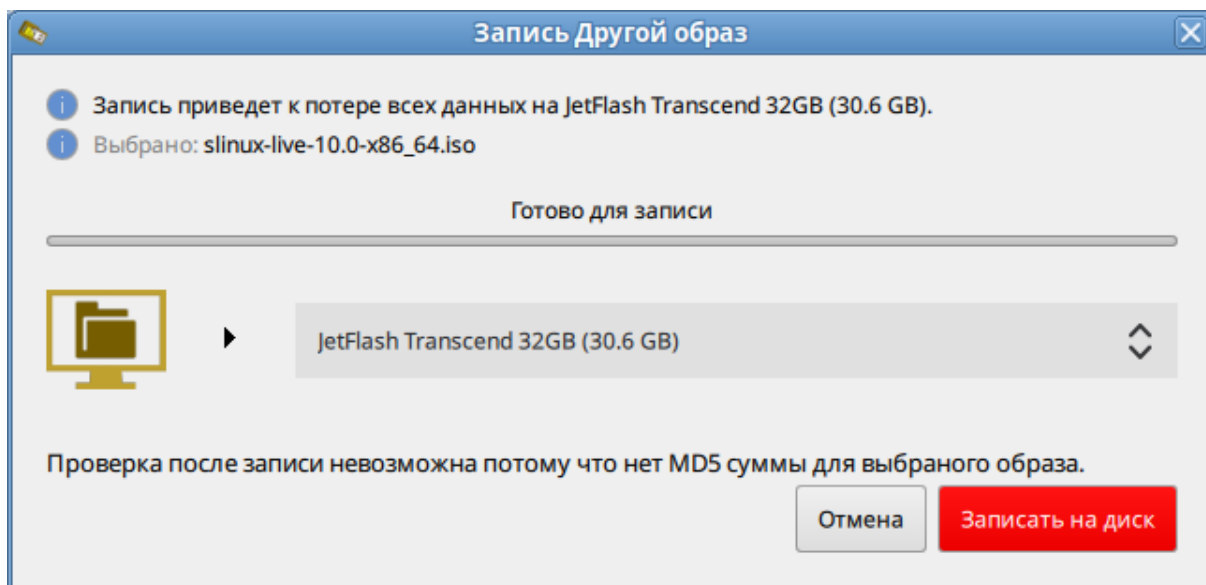 Запись Другой образ
Запись приведет к потере всех данных на JetFlash Transcend 32GB (30.6 GB).
Выбрано: slinux-live-10.0-x86_64.iso
Готово для записи
JetFlash Transcend 32GB (30.6 GB)
Проверка после записи невозможна потому что нет MD5 суммы для выбраного образа.
Отмена
Записать на диск